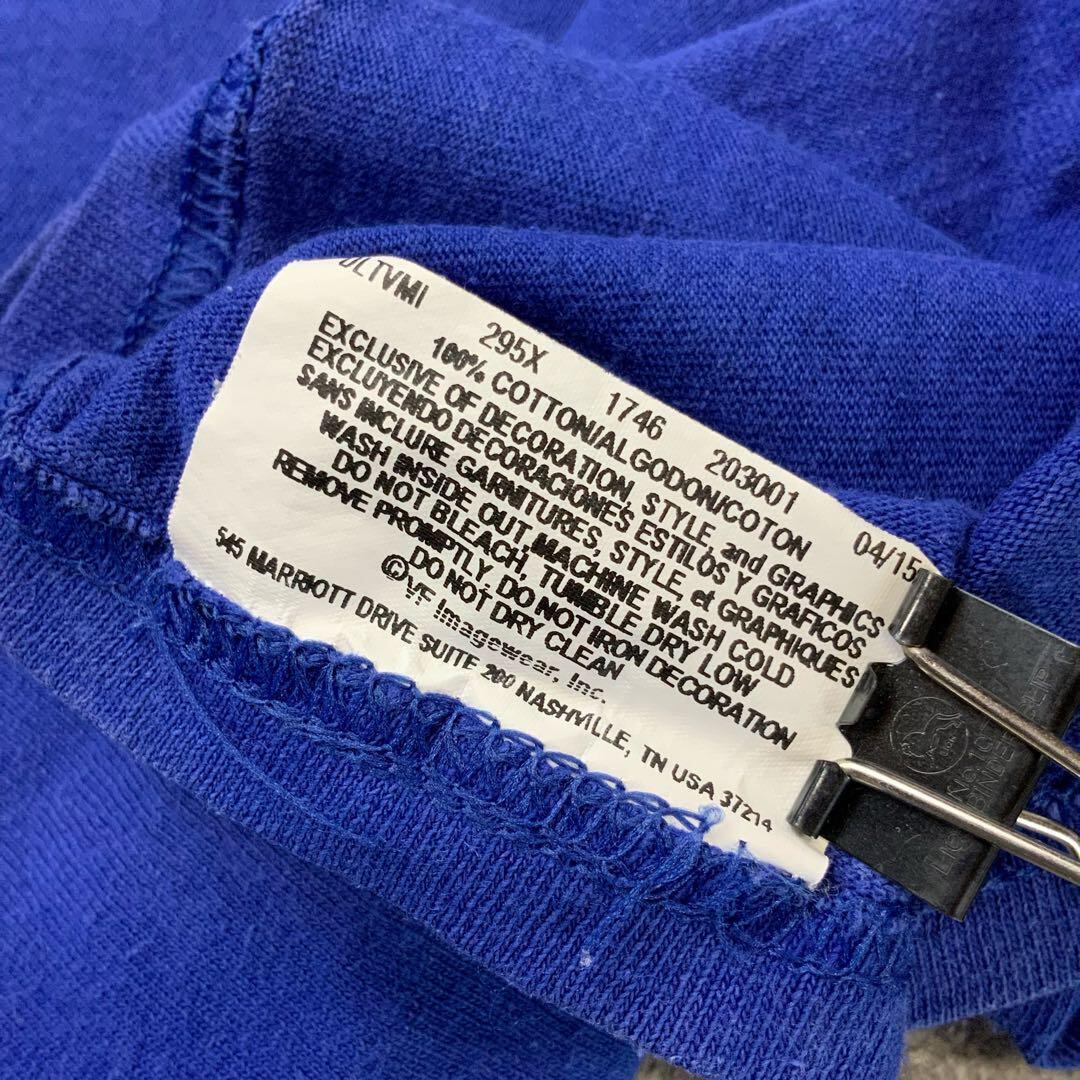 295X 1746 203001 04/15
100% COTTON/ALGODON/COTON
EXCLUSIVE OF DECORATION, STYLE, and GRAPHICS
EXCLUYENDO DECORACIONES ESTILOS Y GRAFICOS
SANS INCLURE GARNITURES, STYLE, et GRAPHIQUES
WASH INSIDE OUT MACHINE WASH COLD
DO NOT BLEACH, TUMBLE DRY LOW
REMOVE PROMPTLY. DO NOT IRON DECORATION
DO NOT DRY CLEAN
©VF Imagewear, Inc.
545 MARRIOTT DRIVE SUITE 200 NASHVILLE, TN USA 37214